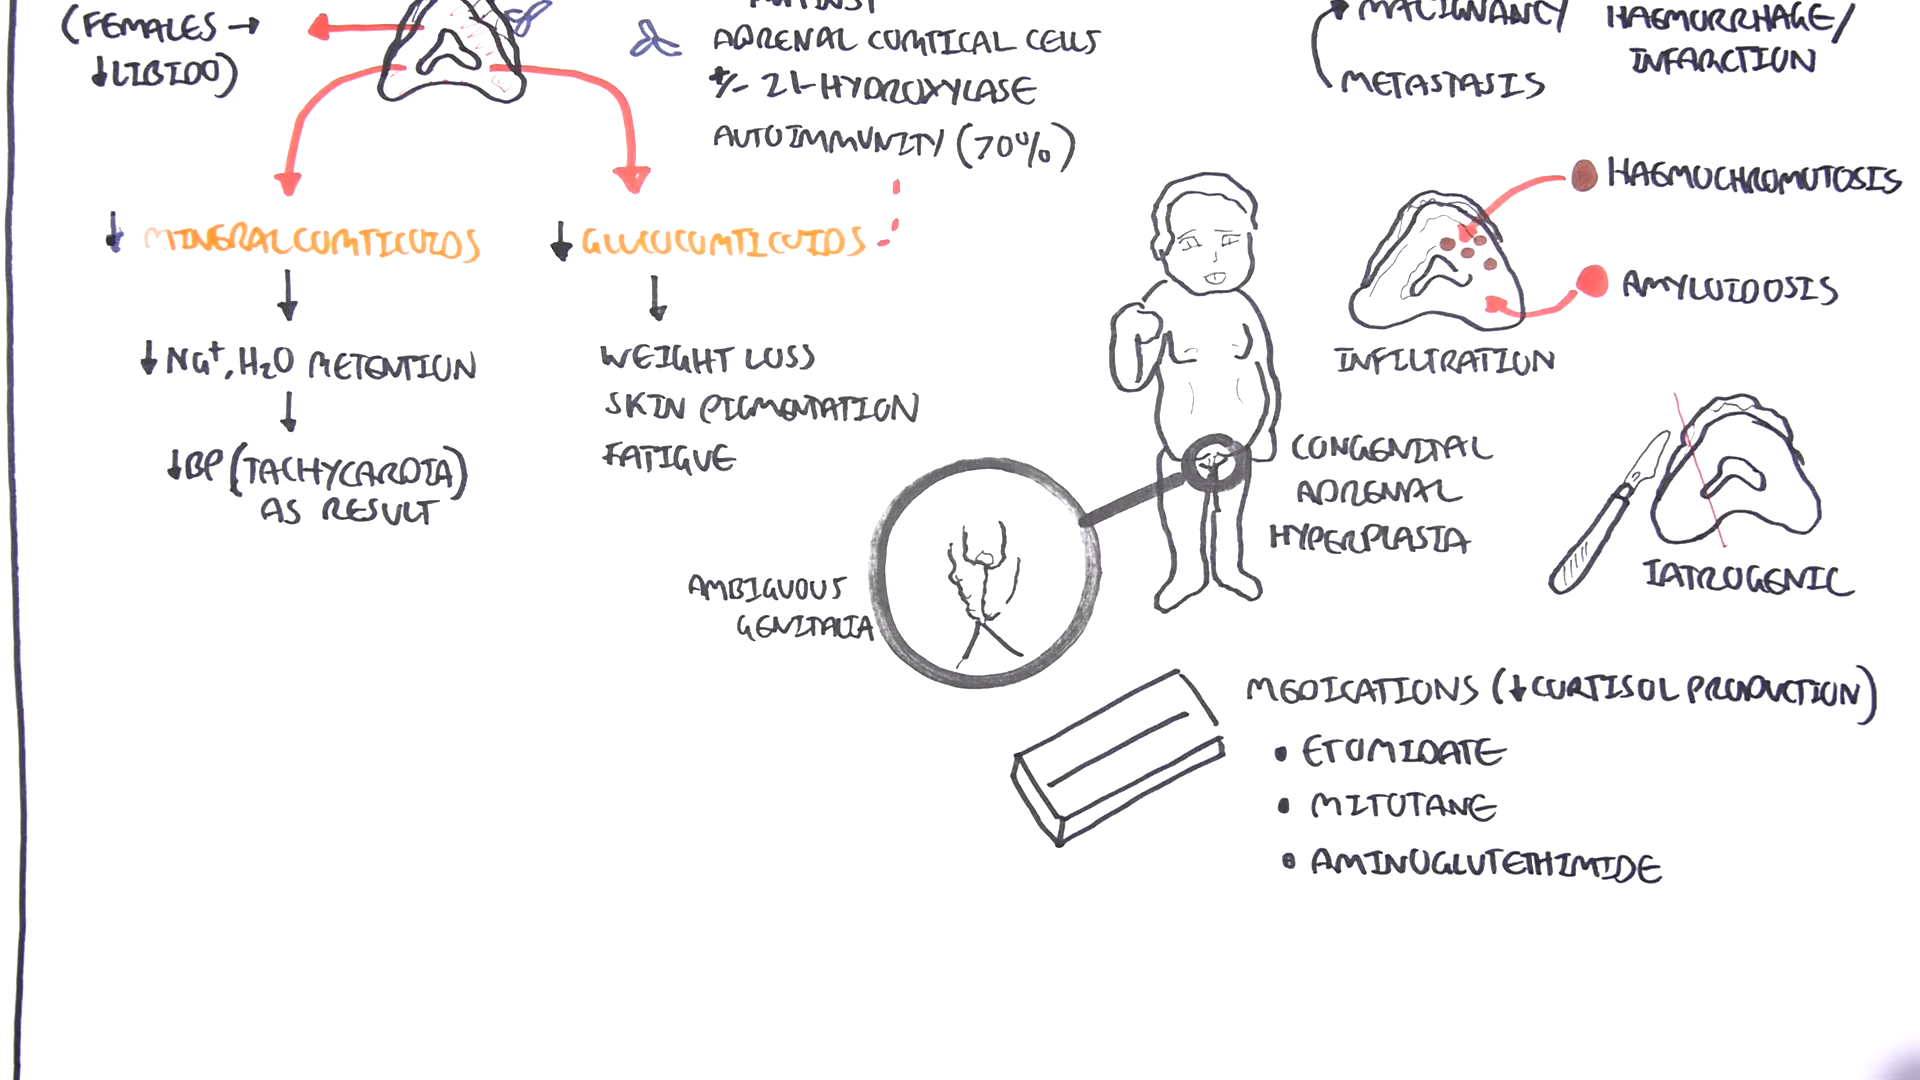 (FEMALES →
↓LIBIDO)
ADRENAL CORTICAL CELLS
+/- 21-HYDROXYLASE
AUTOIMMUNITY (70%)
MALIGNANCY
METASTASIS
HAEMORRHAGE/
INFARCTION
↓ MINERALCORTICOIDS
↓ Na+, H2O RETENTION
↓BP (TACHYCARDIA)
AS RESULT
↓ GLUCOCORTICOIDS
WEIGHT LOSS
SKIN PIGMENTATION
FATIGUE
HAEMOCHROMOTOSIS
AMYLOIDOSIS
INFILTRATION
CONGENITAL
ADRENAL
HYPERPLASIA
AMBIGUOUS
GENITALIA
IATROGENIC
MEDICATIONS (↓CORTISOL PRODUCTION)
• ETOMIDATE
• MITOTANE
• AMINOGLUTETHIMIDE